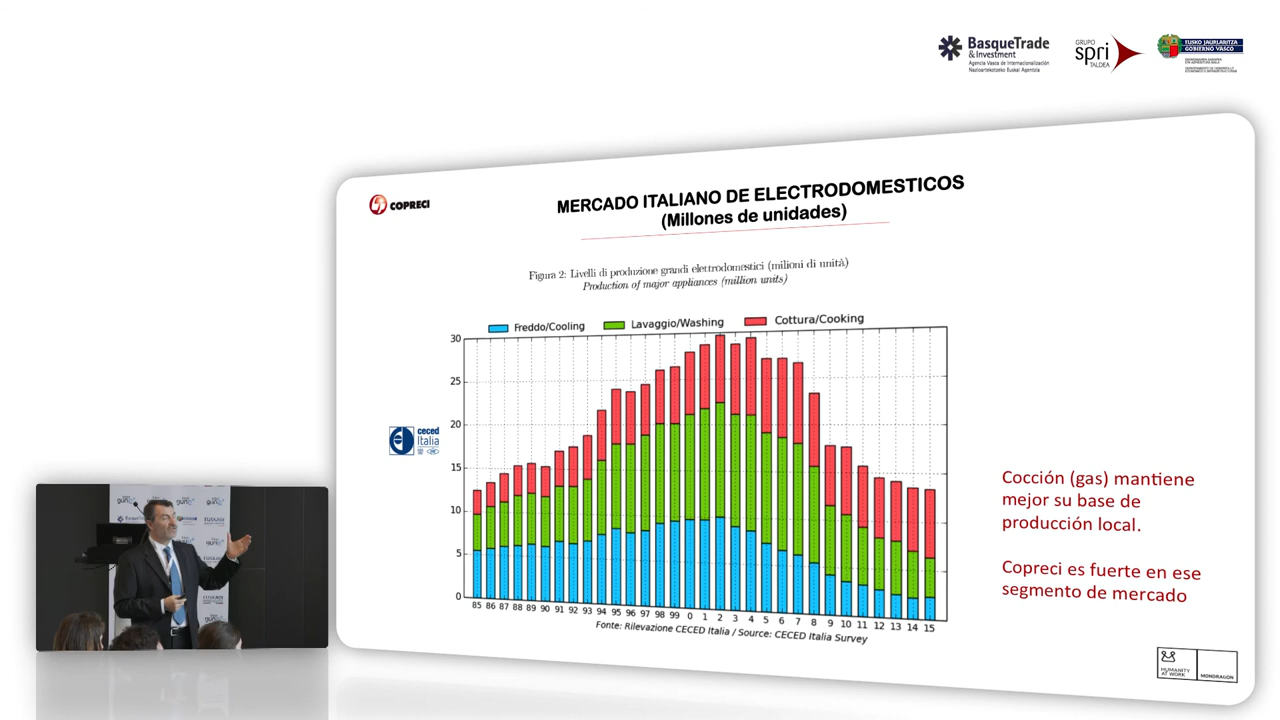 BasqueTrade
& Investment
Agencia Vasca de Internacionalización
Nazioartekotzeko Euskal Agentzia
GRUPO
spri
TALDEA
EUSKO JAURLARITZA
GOBIERNO VASCO
COPRECI
MERCADO ITALIANO DE ELECTRODOMESTICOS
(Millones de unidades)
Figura 2: Livelli di produzione grandi elettrodomestici (milioni di unità)
Production of major appliances (million units)
Freddo/Cooling Lavaggio/Washing Cottura/Cooking
30
25
20
15
10
5
0
85 86 87 88 89 90 91 92 93 94 95 96 97 98 99 0 1 2 3 4 5 6 7 8 9 10 11 12 13 14 15
Fonte: Rilevazione CECED Italia / Source: CECED Italia Survey
ceced
Italia
Cocción (gas) mantiene
mejor su base de
producción local.
Copreci es fuerte en ese
segmento de mercado
HUMANITY
AT WORK
MONDRAGON